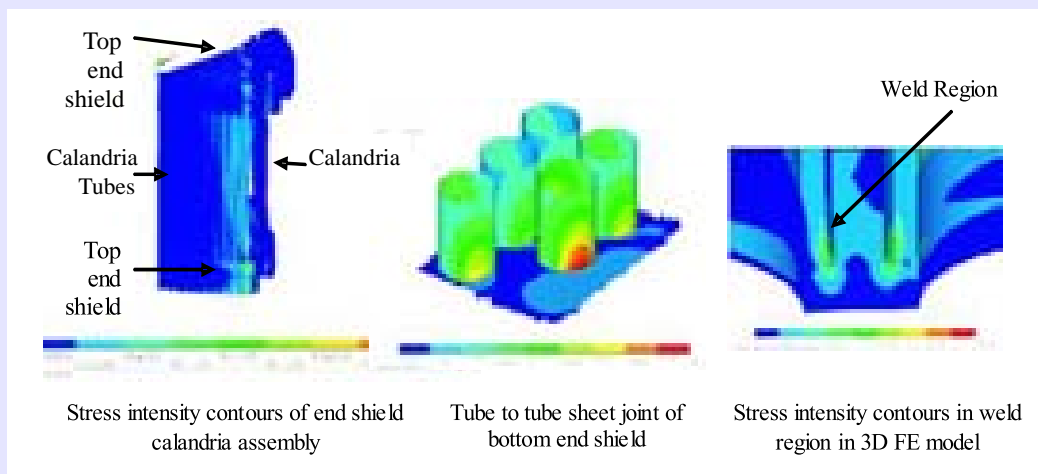 Top
end
shield
Calandria
Tubes
Calandria
Top
end
shield
Weld Region
Stress intensity contours of end shield
calandria assembly
Tube to tube sheet joint of
bottom end shield
Stress intensity contours in weld
region in 3D FE model